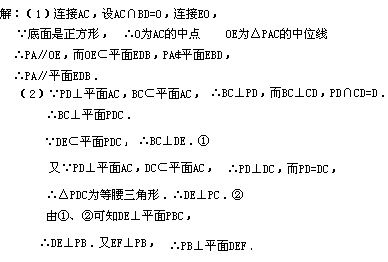 解：（1）连接AC，设AC∩BD=0，连接EO，
∵底面是正方形， ∴O为AC的中点 OE为△PAC的中位线
∴PA∥OE，而OE⊂平面EDB，PA⊄平面EBD，
∴PA∥平面EDB．
（2）∵PD⊥平面AC，BC⊂平面AC， ∴BC⊥PD，而BC⊥CD，PD∩CD=D．
∴BC⊥平面PDC．
∵DE⊂平面PDC， ∴BC⊥DE．①
又∵PD⊥平面AC，DC⊂平面AC， ∴PD⊥DC，而PD=DC，
∴△PDC为等腰三角形．∴DE⊥PC．②
由①、②可知DE⊥平面PBC，
∴DE⊥PB．又EF⊥PB， ∴PB⊥平面DEF．